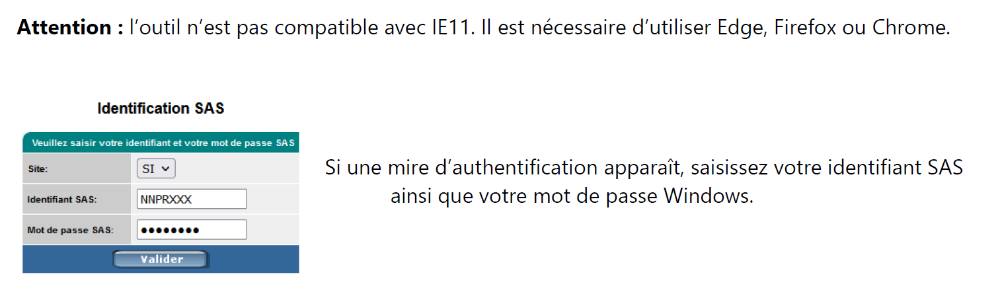 Attention : l’outil n’est pas compatible avec IE11. Il est nécessaire d’utiliser Edge, Firefox ou Chrome.
Identification SAS
Veuillez saisir votre identifiant et votre mot de passe SAS
Site: SI
Identifiant SAS: NNPRXXX
Mot de passe SAS: ●●●●●●●●
Valider
Si une mire d’authentification apparaît, saisissez votre identifiant SAS
ainsi que votre mot de passe Windows.